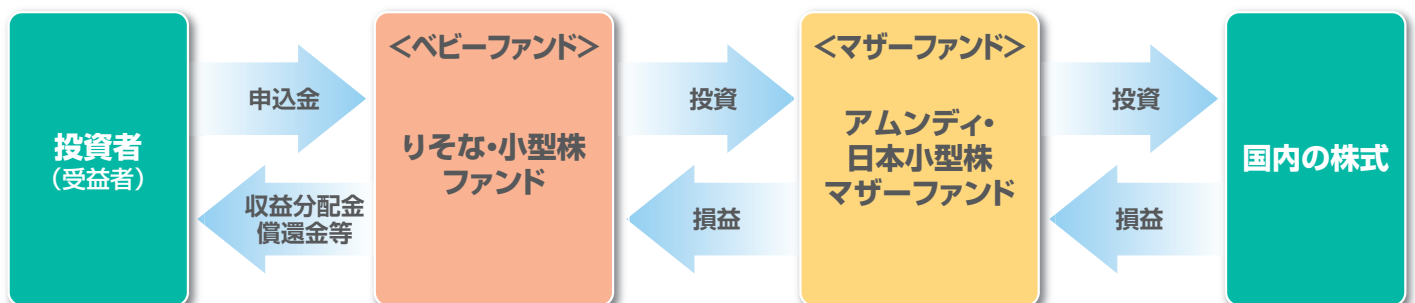 投資者
（受益者）
申込金
収益分配金
償還金等
＜ベビーファンド＞
りそな・小型株
ファンド
投資
損益
＜マザーファンド＞
アムンディ・
日本小型株
マザーファンド
投資
損益
国内の株式